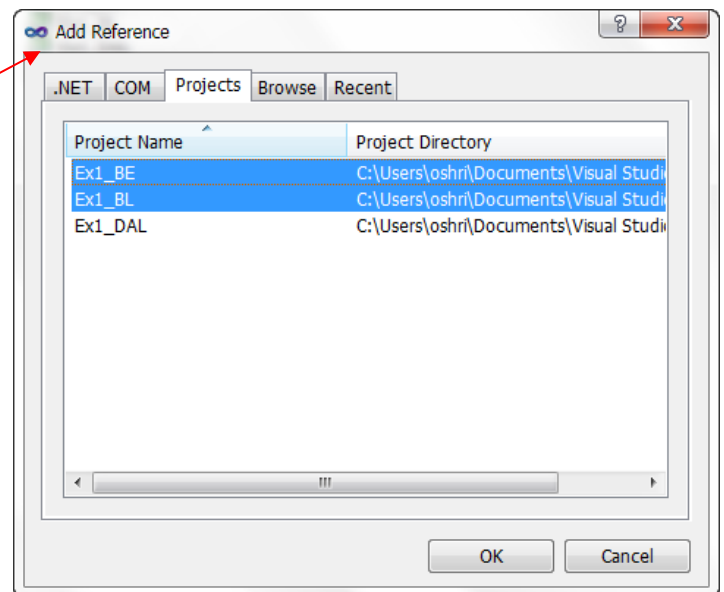 Add Reference
.NET COM Projects Browse Recent
Project Name Project Directory
Ex1_BE C:\Users\oshri\Documents\Visual Studi
Ex1_BL C:\Users\oshri\Documents\Visual Studi
Ex1_DAL C:\Users\oshri\Documents\Visual Studi
OK Cancel